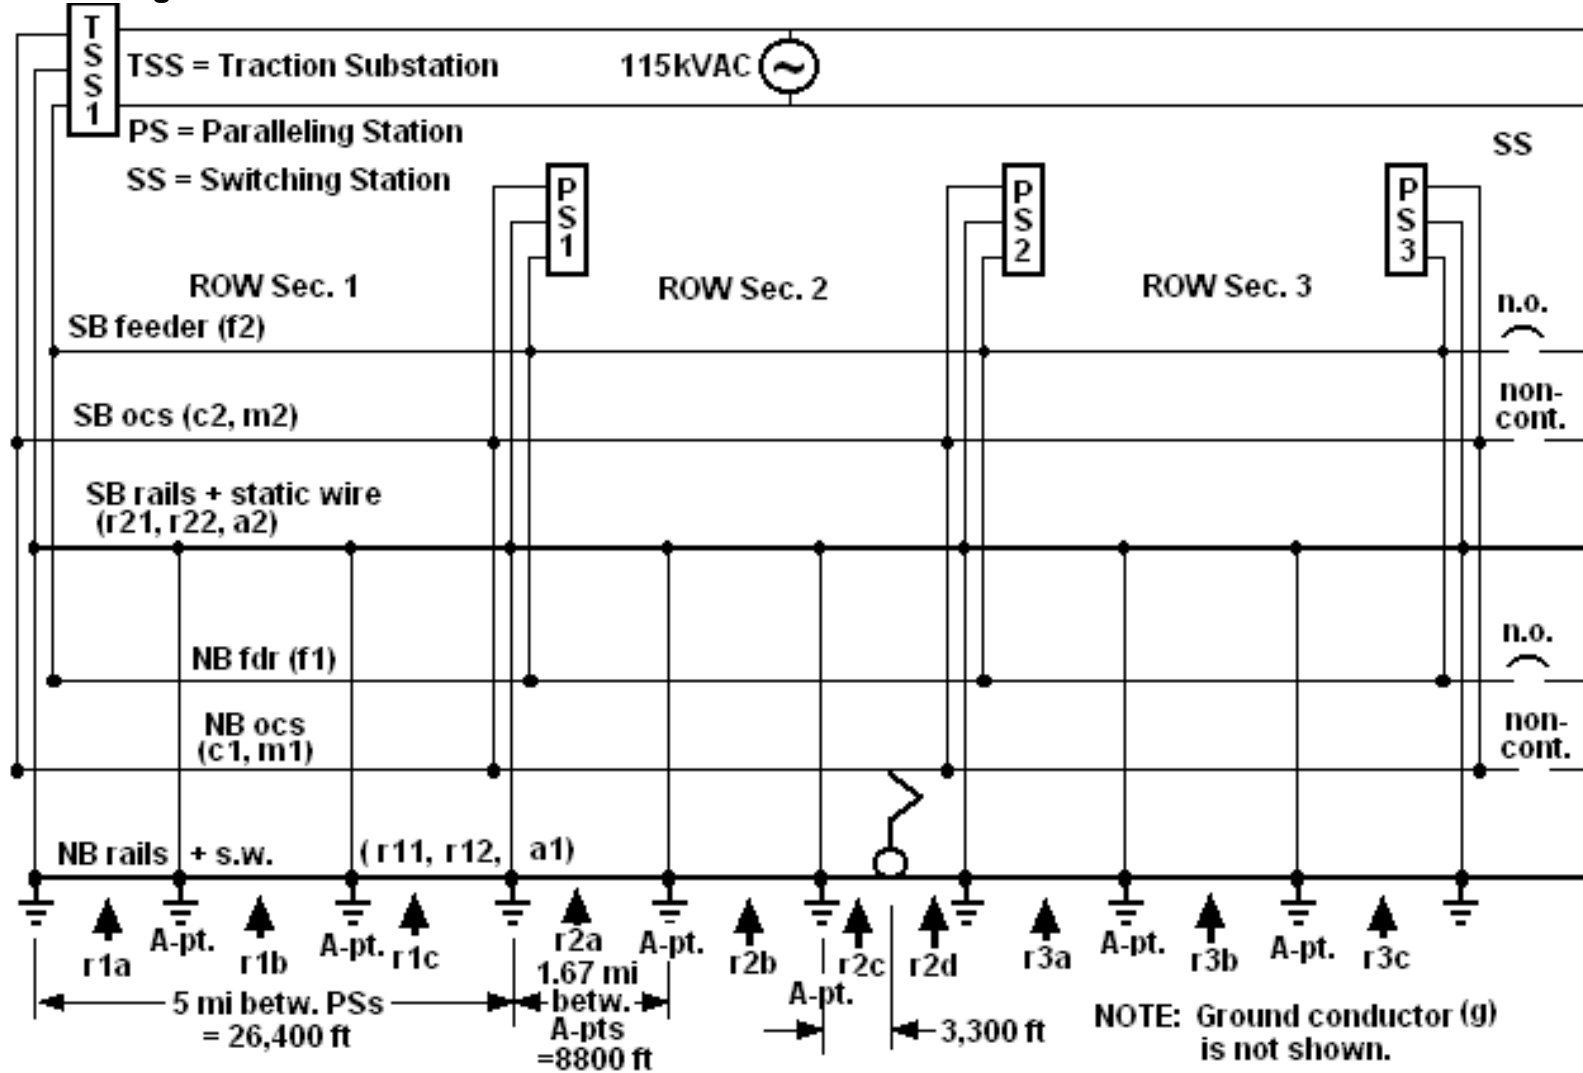 T
S
S
1
TSS = Traction Substation
115kVAC
~
PS = Paralleling Station
SS
SS = Switching Station
P
S
1
P
S
2
P
S
3
ROW Sec. 1
ROW Sec. 2
ROW Sec. 3
n.o.
SB feeder (f2)
non-
cont.
SB ocs (c2, m2)
SB rails + static wire
(r21, r22, a2)
n.o.
NB fdr (f1)
NB ocs
(c1, m1)
non-
cont.
NB rails + s.w. (r11, r12, a1)
r1a
A-pt.
r1b
A-pt.
r1c
r2a
A-pt.
r2b
A-pt.
r2c
r2d
r3a
A-pt.
r3b
A-pt.
r3c
5 mi betw. PSs
= 26,400 ft
1.67 mi
betw.
A-pts
=8800 ft
3,300 ft
NOTE: Ground conductor (g)
is not shown.